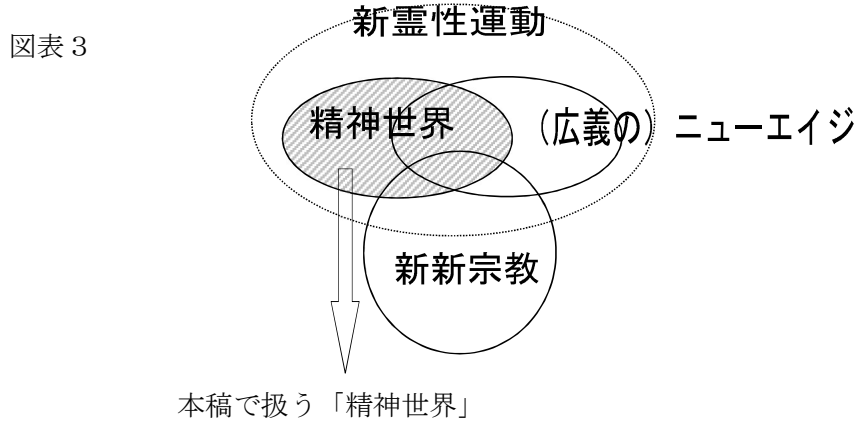 新霊性運動
図表３
精神世界
（広義の）ニューエイジ
新新宗教
本稿で扱う「精神世界」